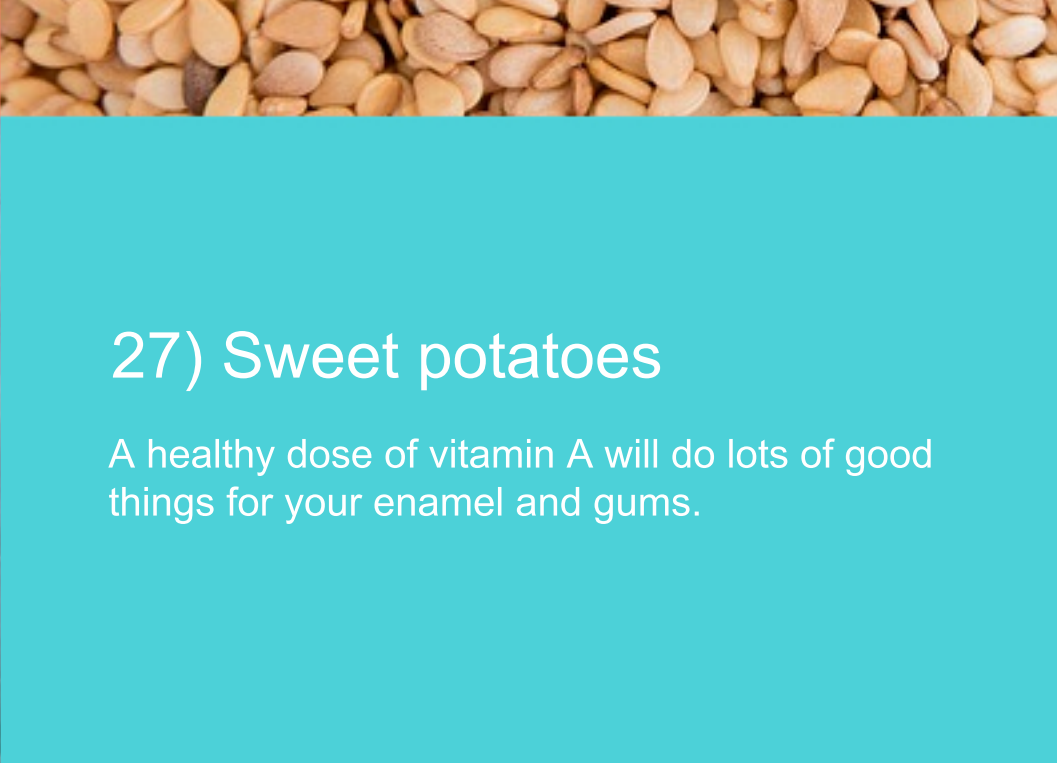 27) Sweet potatoes
A healthy dose of vitamin A will do lots of good
things for your enamel and gums.